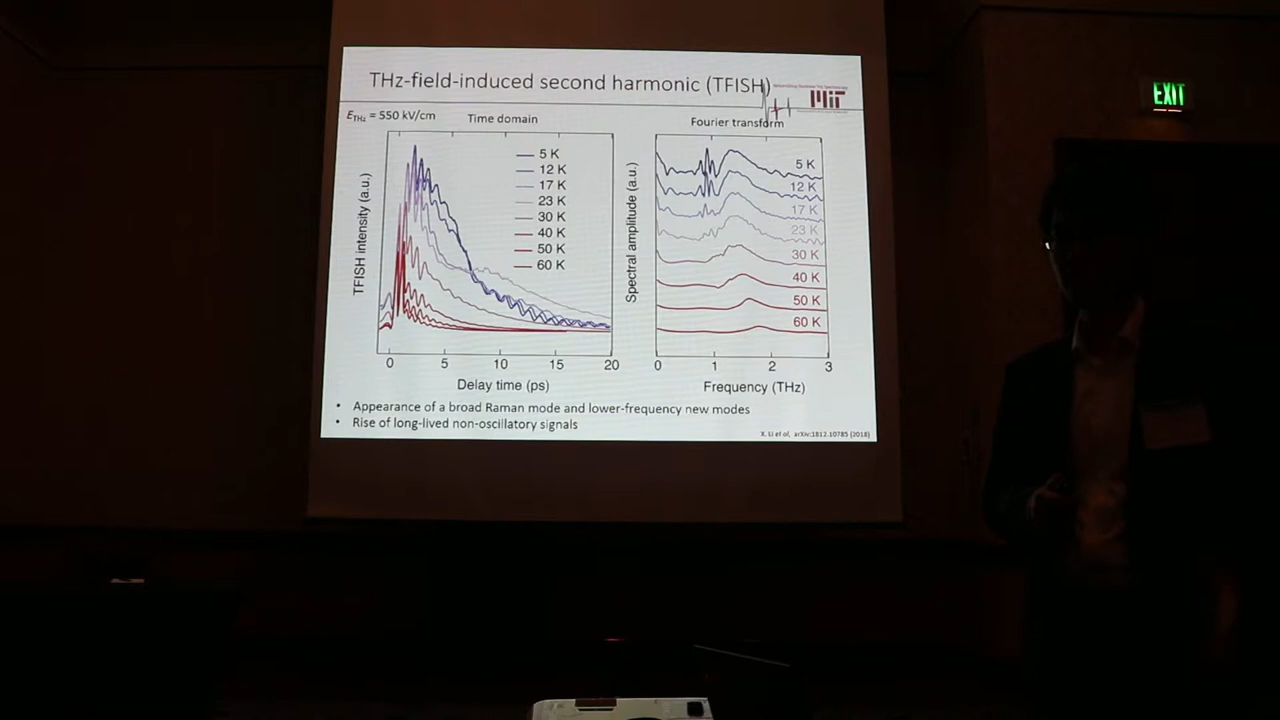 THz-field-induced second harmonic (TFISH)
MIT
E_THz = 550 kV/cm
Time domain
Fourier transform
TFISH intensity (a.u.)
5 K
12 K
17 K
23 K
30 K
40 K
50 K
60 K
0 5 10 15 20
Delay time (ps)
Spectral amplitude (a.u.)
5 K
12 K
17 K
23 K
30 K
40 K
50 K
60 K
0 1 2 3
Frequency (THz)
• Appearance of a broad Raman mode and lower-frequency new modes
• Rise of long-lived non-oscillatory signals
X. Li et al, arXiv:1812.10785 (2018)
EXIT